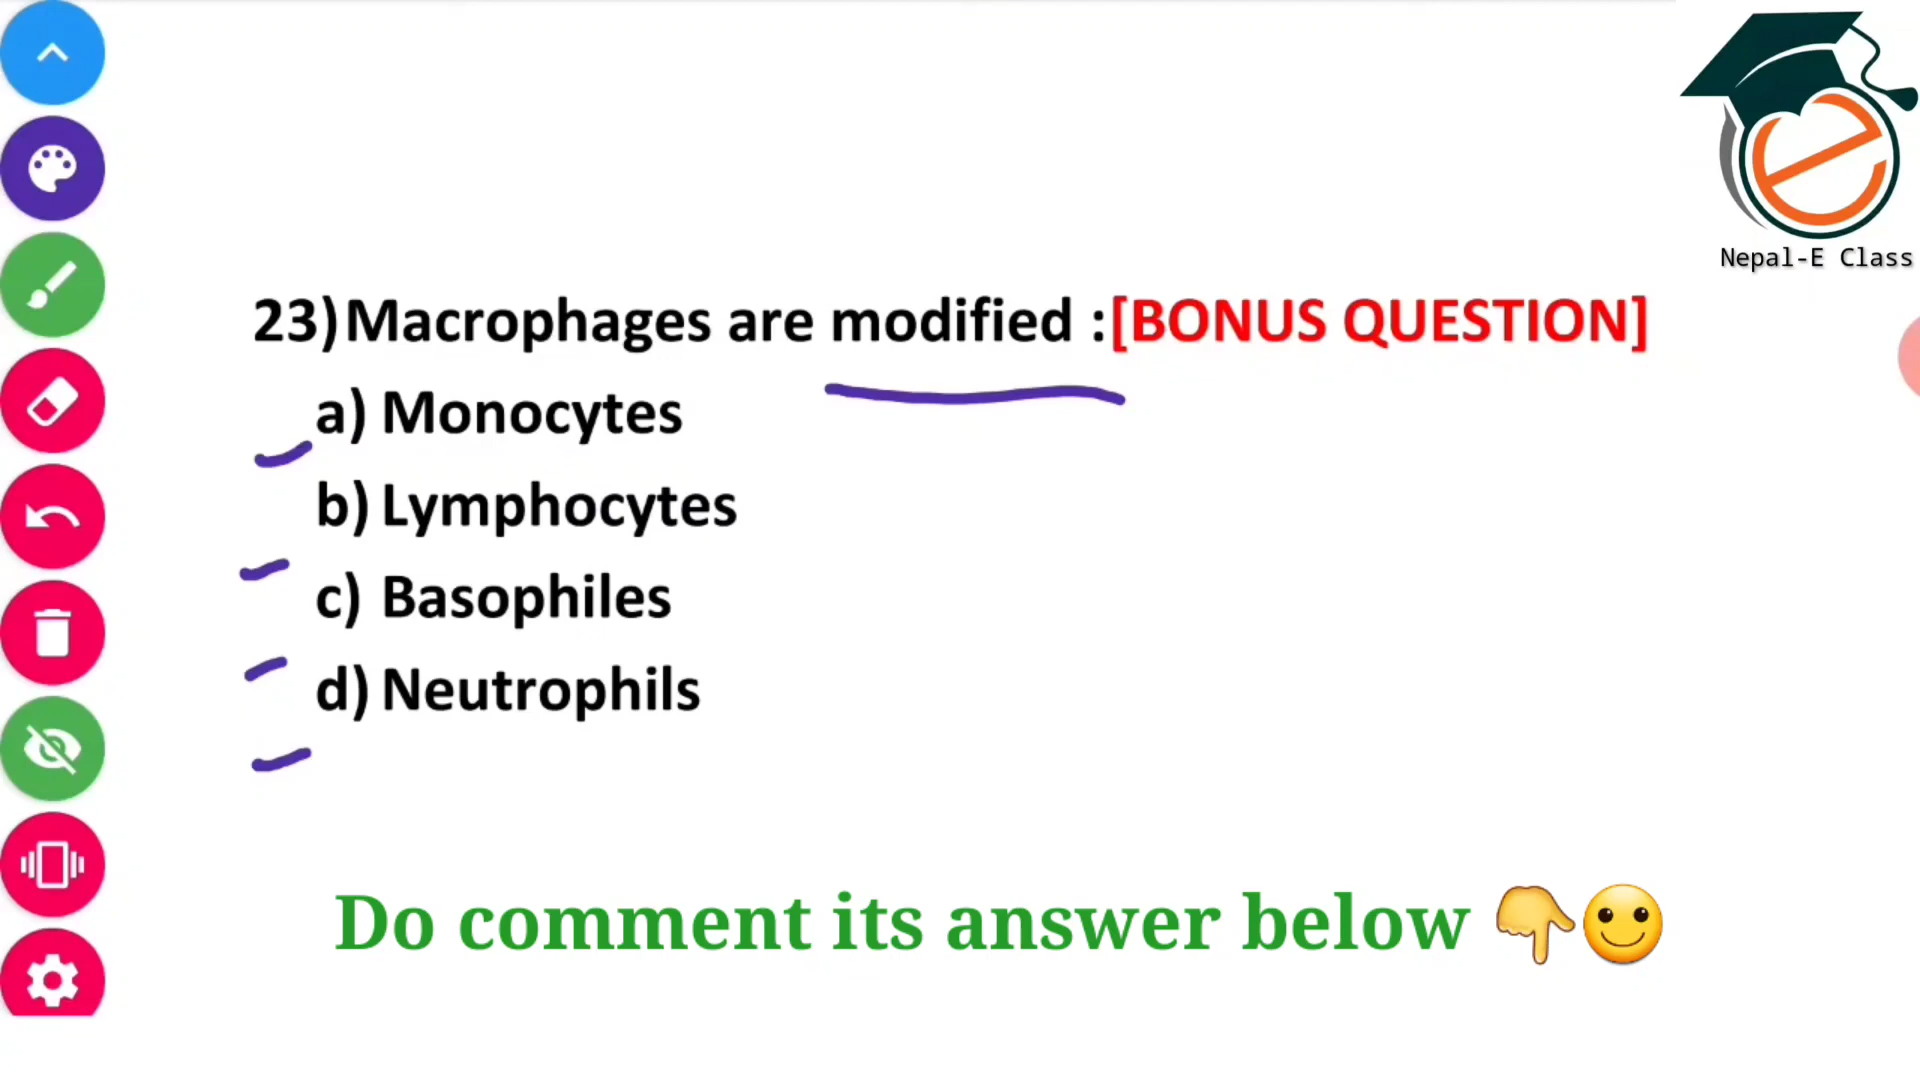 Nepal-E Class
23) Macrophages are modified :[BONUS QUESTION]
a) Monocytes
b) Lymphocytes
c) Basophiles
d) Neutrophils
Do comment its answer below 👇🙂